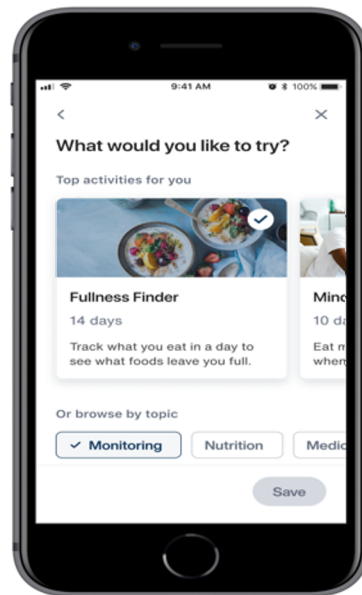 9:41 AM
100%
What would you like to try?
Top activities for you
Fullness Finder
14 days
Track what you eat in a day to
see what foods leave you full.
10
Eat
Or browse by topic
Monitoring
Nutrition
Save